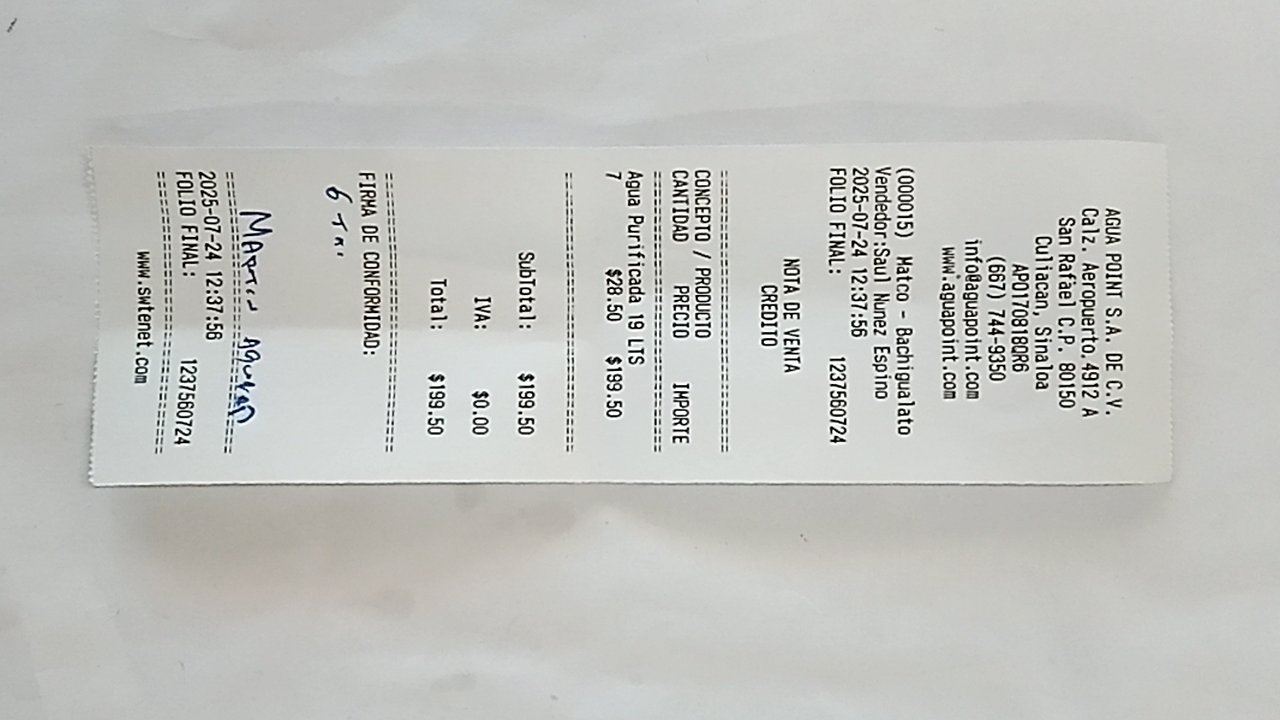 AGUA POINT S.A. DE C.V.
Calz. Aeropuerto, 4912 A
San Rafael C.P. 80150
Culiacan, Sinaloa
APO170818QR6
(667) 744-9350
info@aguapoint.com
www.aguapoint.com
(000015) Matco - Bachigualato
Vendedor:Saul Nunez Espino
2025-07-24 12:37:56
FOLIO FINAL: 1237560724
NOTA DE VENTA
CREDITO
================================
CONCEPTO / PRODUCTO
CANTIDAD PRECIO IMPORTE
================================
Agua Purificada 19 LTS
7 $28.50 $199.50
================================
SubTotal: $199.50
IVA: $0.00
Total: $199.50
================================
FIRMA DE CONFORMIDAD:
6
Martin
================================
2025-07-24 12:37:56
FOLIO FINAL: 1237560724
================================
www.swtenet.com